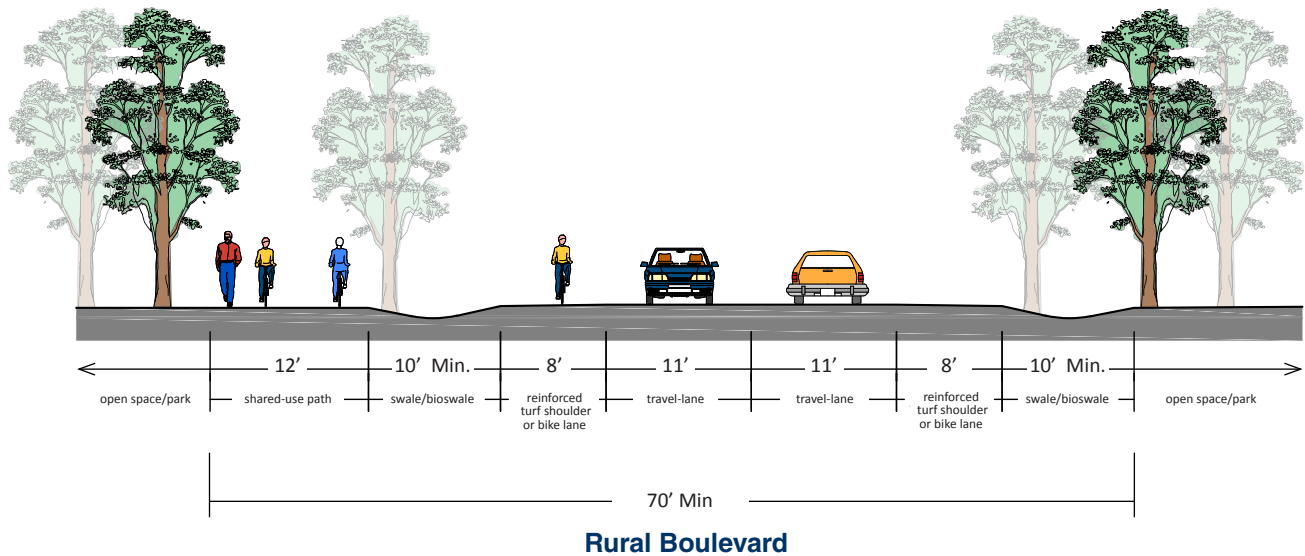 12’ 10’ Min. 8’ 11’ 11’ 8’ 10’ Min.
open space/park
shared-use path
swale/bioswale
reinforced
turf shoulder
or bike lane
travel-lane
travel-lane
reinforced
turf shoulder
or bike lane
swale/bioswale
open space/park
70’ Min
Rural Boulevard